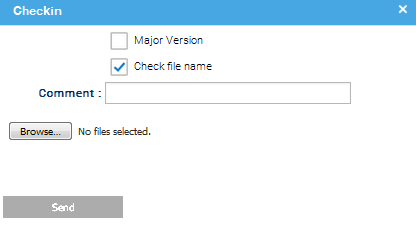 Checkin
Major Version
Check file name
Comment :
Browse... No files selected.
Send